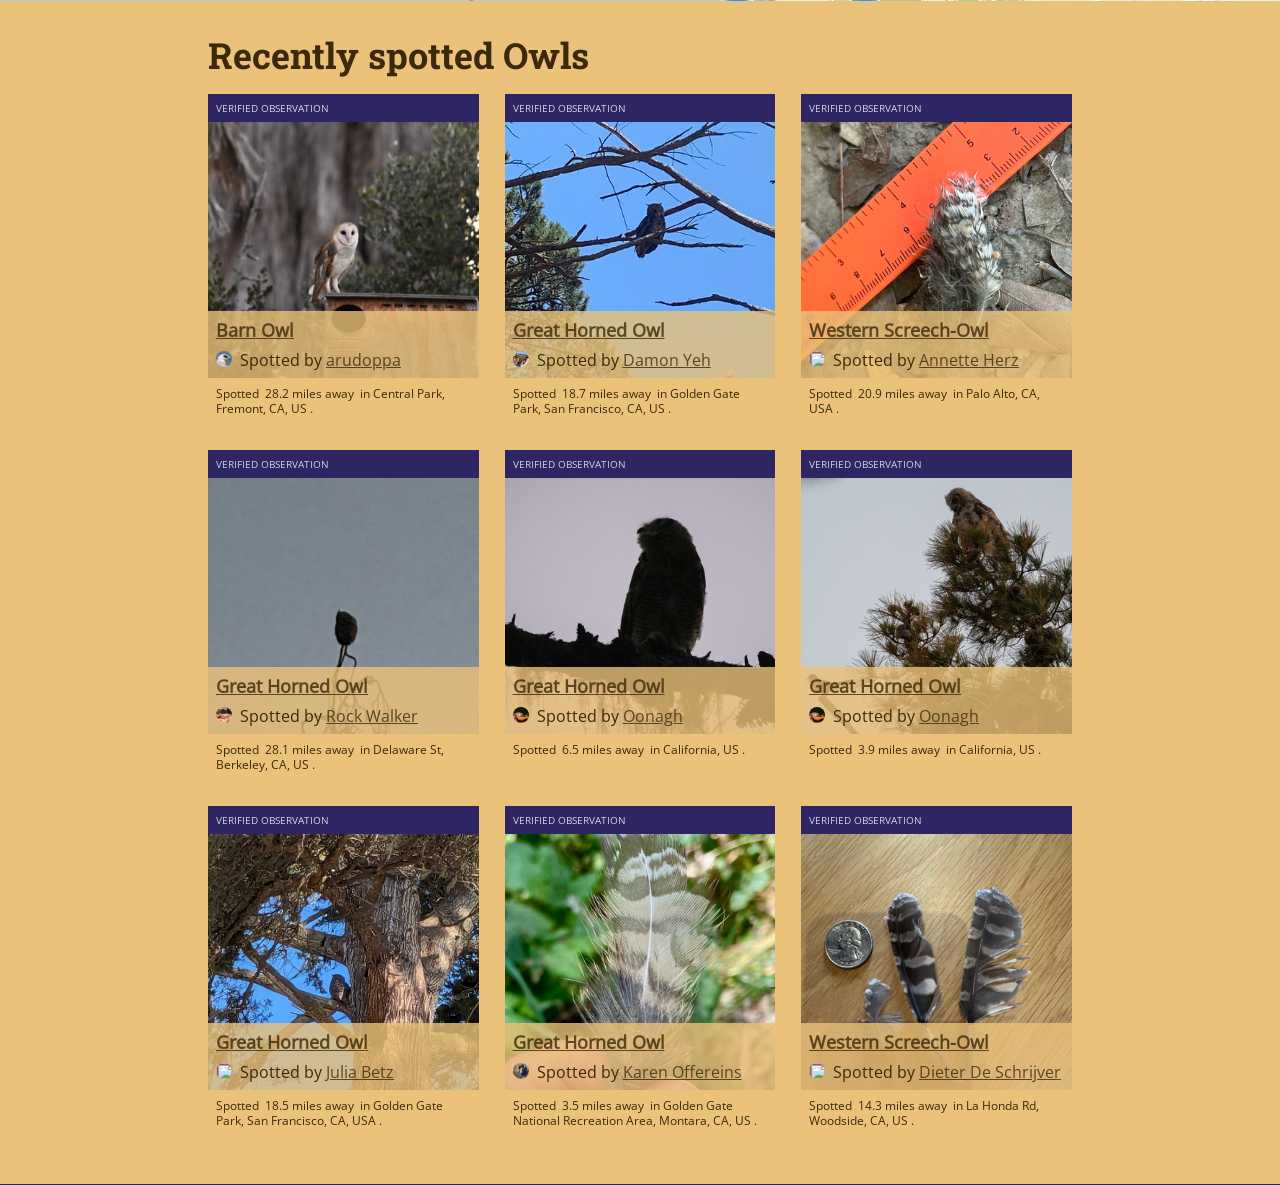 Recently spotted Owls
VERIFIED OBSERVATION
Barn Owl
Spotted by arudoppa
Spotted 28.2 miles away in Central Park,
Fremont, CA, US .
VERIFIED OBSERVATION
Great Horned Owl
Spotted by Damon Yeh
Spotted 18.7 miles away in Golden Gate
Park, San Francisco, CA, US .
VERIFIED OBSERVATION
Western Screech-Owl
Spotted by Annette Herz
Spotted 20.9 miles away in Palo Alto, CA,
USA .
VERIFIED OBSERVATION
Great Horned Owl
Spotted by Rock Walker
Spotted 28.1 miles away in Delaware St,
Berkeley, CA, US .
VERIFIED OBSERVATION
Great Horned Owl
Spotted by Oonagh
Spotted 6.5 miles away in California, US .
VERIFIED OBSERVATION
Great Horned Owl
Spotted by Oonagh
Spotted 3.9 miles away in California, US .
VERIFIED OBSERVATION
Great Horned Owl
Spotted by Julia Betz
Spotted 18.5 miles away in Golden Gate
Park, San Francisco, CA, USA .
VERIFIED OBSERVATION
Great Horned Owl
Spotted by Karen Offereins
Spotted 3.5 miles away in Golden Gate
National Recreation Area, Montara, CA, US .
VERIFIED OBSERVATION
Western Screech-Owl
Spotted by Dieter De Schrijver
Spotted 14.3 miles away in La Honda Rd,
Woodside, CA, US .